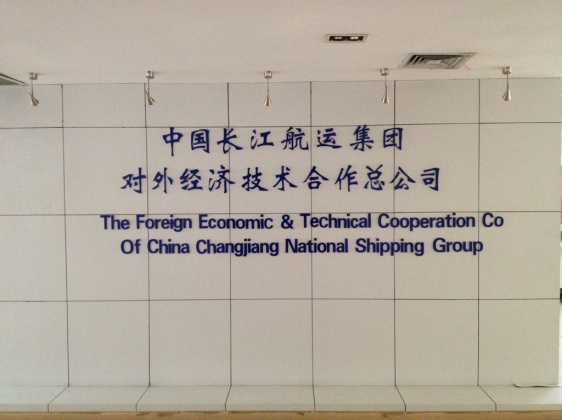 中国长江航运集团
对外经济技术合作总公司
The Foreign Economic & Technical Cooperation Co
Of China Changjiang National Shipping Group